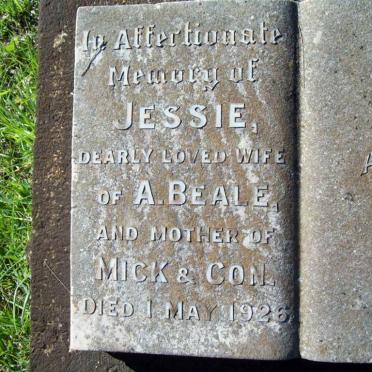 In Affectionate
Memory of
JESSIE,
DEARLY LOVED WIFE
OF A. BEALE,
AND MOTHER OF
MICK & CON.
DIED 1 MAY 1926.